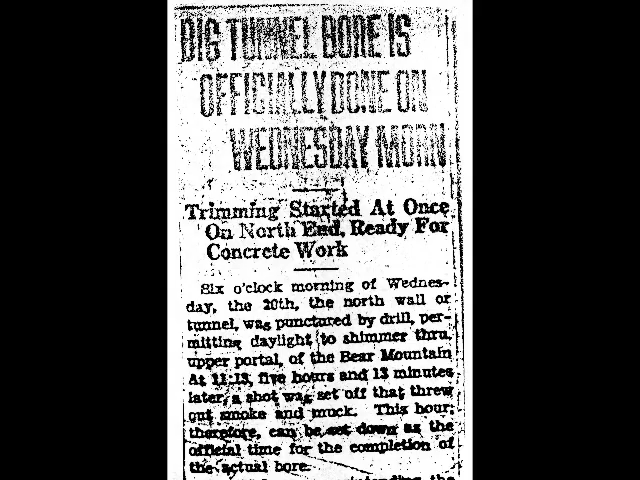 BIG TUNNEL BORE IS
OFFICIALLY DONE ON
WEDNESDAY MORN
Trimming Started At Once
On North End, Ready For
Concrete Work
Six o'clock morning of Wednes-
day, the 20th, the north wall or
tunnel, was punctured by drill, per-
mitting daylight to shimmer thru
upper portal, of the Bear Mountain
At 11:13, five hours and 13 minutes
later, a shot was set off that threw
out smoke and muck. This hour,
therefore, can be set down as the
official time for the completion of
the actual bore.
the